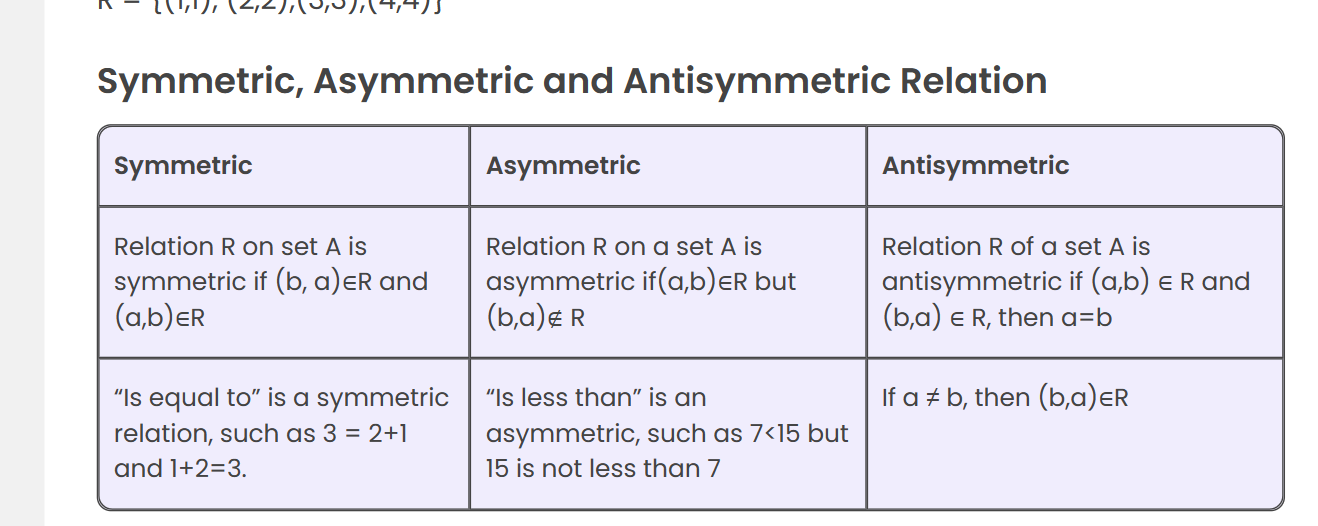 R = {(1,1), (2,2),(3,3),(4,4)}
Symmetric, Asymmetric and Antisymmetric Relation
Symmetric
Asymmetric
Antisymmetric
Relation R on set A is
symmetric if (b, a)∈R and
(a,b)∈R
Relation R on a set A is
asymmetric if(a,b)∈R but
(b,a)∉ R
Relation R of a set A is
antisymmetric if (a,b) ∈ R and
(b,a) ∈ R, then a=b
“Is equal to” is a symmetric
relation, such as 3 = 2+1
and 1+2=3.
“Is less than” is an
asymmetric, such as 7<15 but
15 is not less than 7
If a ≠ b, then (b,a)∈R